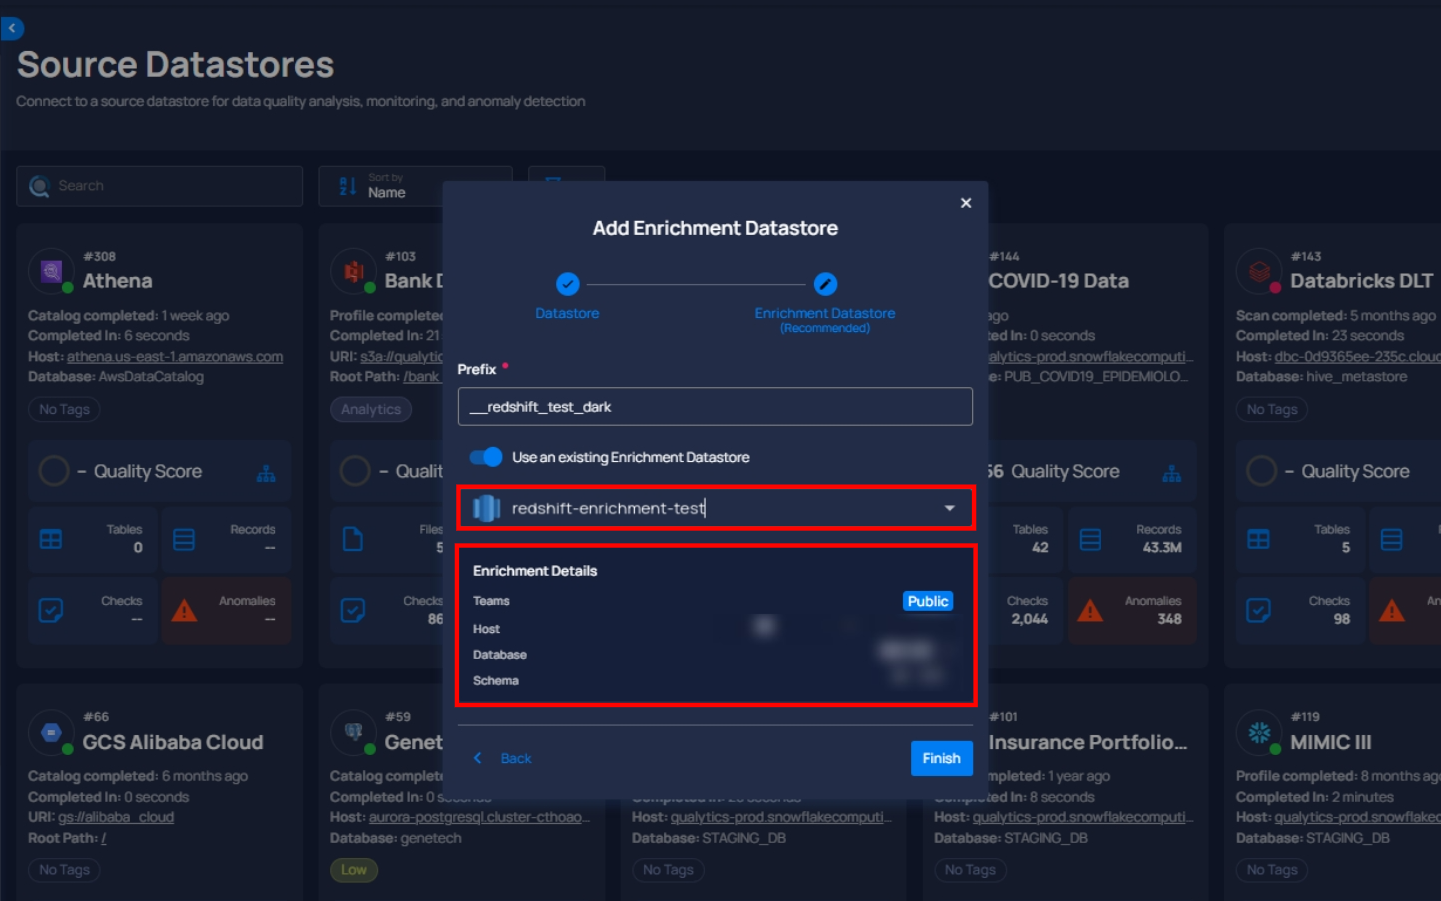 Source Datastores
Connect to a source datastore for data quality analysis, monitoring, and anomaly detection
Search
Sort by
Name
#308
Athena
Catalog completed: 1 week ago
Completed In: 6 seconds
Host: athena.us-east-1.amazonaws.com
Database: AwsDataCatalog
No Tags
– Quality Score
Tables
0
Records
--
Checks
--
Anomalies
--
#103
Bank D
Profile complete
Completed In: 21
URI: s3a://qualytic
Root Path: /bank_
Analytics
– Qualit
Files
5
Checks
86
Add Enrichment Datastore
Datastore
Enrichment Datastore
(Recommended)
Prefix *
__redshift_test_dark
Use an existing Enrichment Datastore
redshift-enrichment-test
Enrichment Details
Teams
Public
Host
Database
Schema
Back
Finish
#144
COVID-19 Data
ago
ted In: 0 seconds
alytics-prod.snowflakecomputi...
e: PUB_COVID19_EPIDEMIOLO...
56 Quality Score
Tables
42
Records
43.3M
Checks
2,044
Anomalies
348
#143
Databricks DLT
Scan completed: 5 months ago
Completed In: 23 seconds
Host: dbc-0d9365ee-235c.cloud
Database: hive_metastore
No Tags
– Quality Score
Tables
5
Checks
98
An
#66
GCS Alibaba Cloud
Catalog completed: 6 months ago
Completed In: 0 seconds
URI: gs://alibaba_cloud
Root Path: /
No Tags
#59
Genet
Catalog complete
Completed In: 0 seconds
Host: aurora-postgresql.cluster-cthoao...
Database: genetech
Low
Host: qualytics-prod.snowflakecomputi...
Database: STAGING_DB
No Tags
#101
Insurance Portfolio...
mpleted: 1 year ago
Completed In: 8 seconds
Host: qualytics-prod.snowflakecomputi...
Database: STAGING_DB
No Tags
#119
MIMIC III
Profile completed: 8 months ago
Completed In: 2 minutes
Host: qualytics-prod.snowflakec
Database: STAGING_DB
No Tags